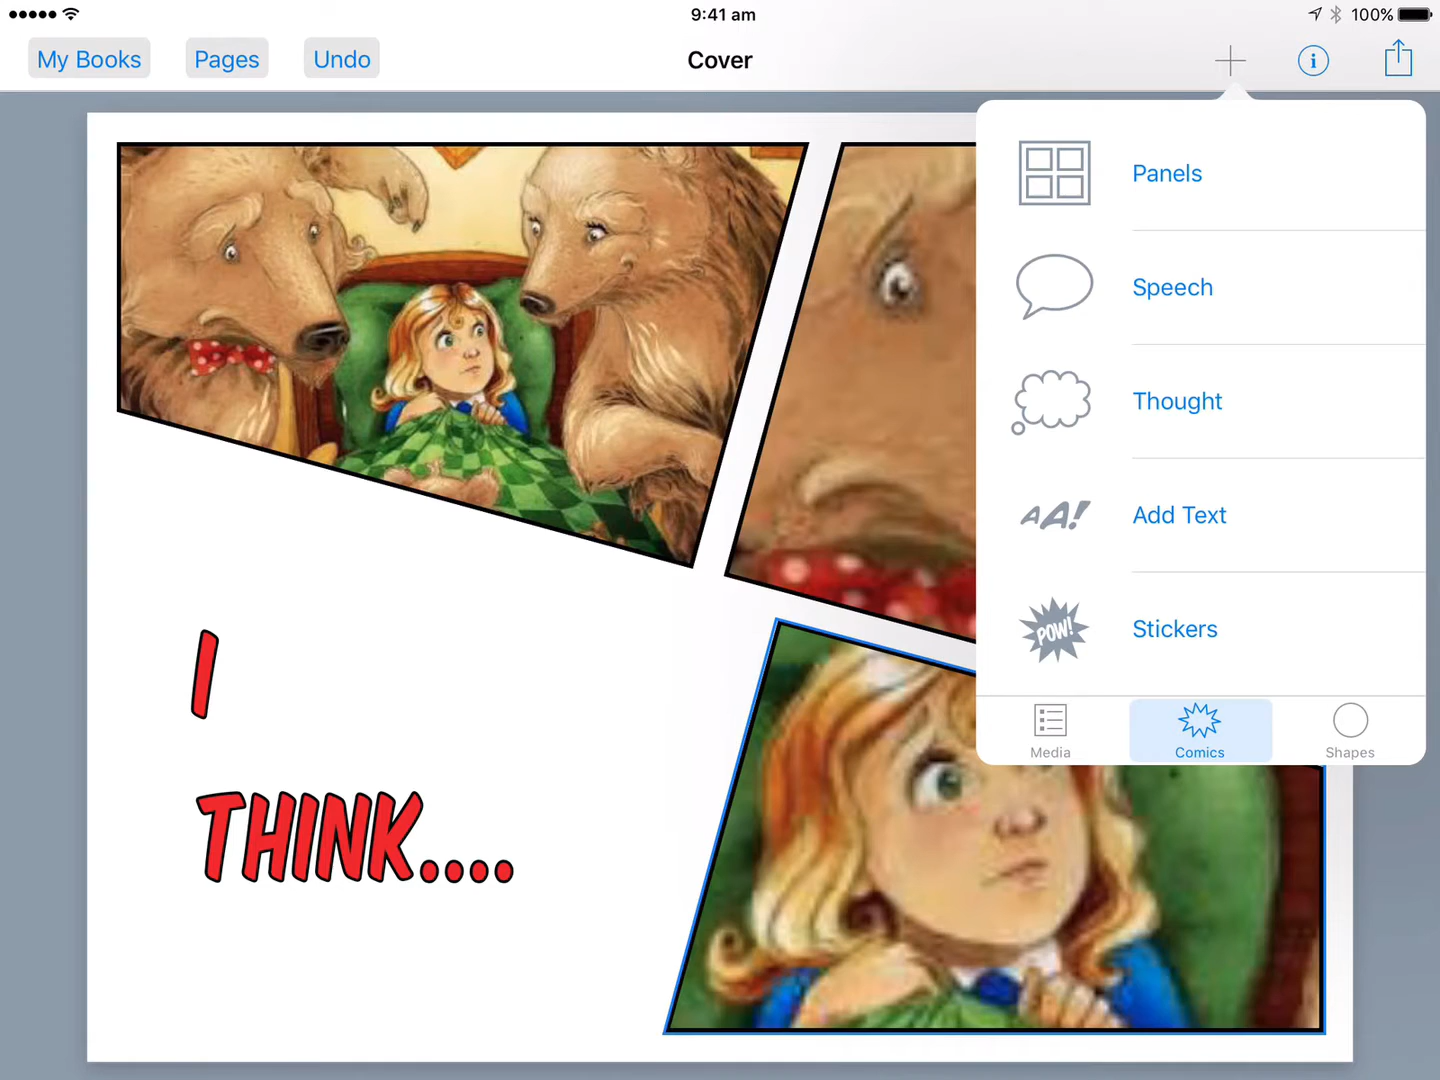 9:41 am
100%
My Books
Pages
Undo
Cover
Panels
Speech
Thought
AA!
Add Text
POW!
Stickers
Media
Comics
Shapes
I
THINK....